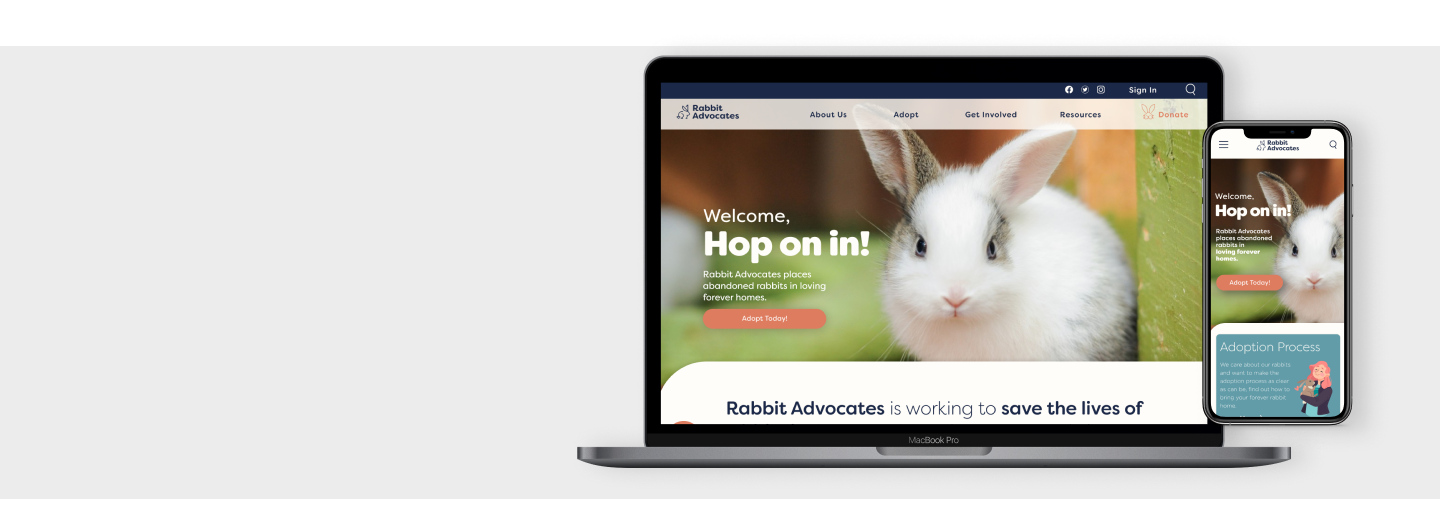 Sign In
Rabbit
Advocates
About Us
Adopt
Get Involved
Resources
Donate
Welcome,
Hop on in!
Rabbit Advocates places
abandoned rabbits in loving
forever homes.
Adopt Today!
Rabbit Advocates is working to save the lives of
MacBook Pro
Rabbit
Advocates
Welcome,
Hop on in!
Rabbit Advocates
places abandoned
rabbits in
loving forever
homes.
Adopt Today!
Adoption Process
We care about our rabbits
and want to make the
adoption process as clear
as can be, find out how to
bring your forever rabbit
home.